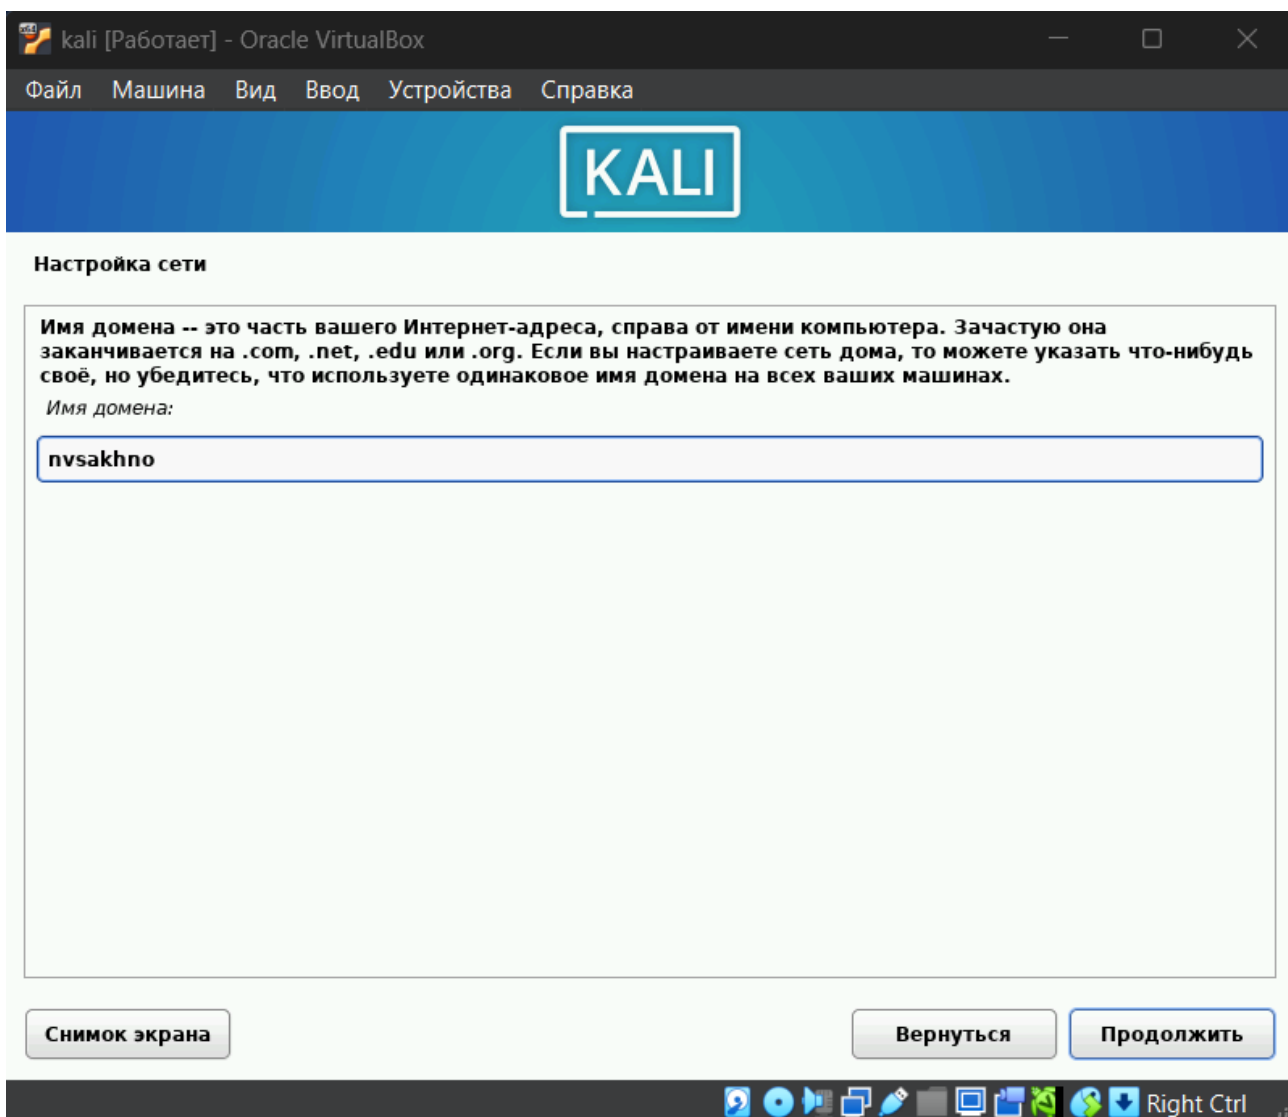 kali [Работает] - Oracle VirtualBox
Файл Машина Вид Ввод Устройства Справка
KALI
Настройка сети
Имя домена -- это часть вашего Интернет-адреса, справа от имени компьютера. Зачастую она
заканчивается на .com, .net, .edu или .org. Если вы настраиваете сеть дома, то можете указать что-нибудь
своё, но убедитесь, что используете одинаковое имя домена на всех ваших машинах.
Имя домена:
nvsakhno
Снимок экрана Вернуться Продолжить
Right Ctrl